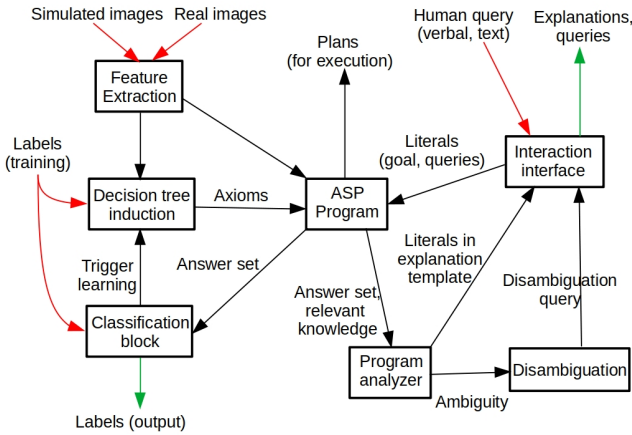 Simulated images
Real images
Human query
(verbal, text)
Explanations,
queries
Plans
(for execution)
Feature
Extraction
Labels
(training)
Literals
(goal, queries)
Interaction
interface
Decision tree
induction
Axioms
ASP
Program
Trigger
learning
Answer set
Literals in
explanation
template
Disambiguation
query
Answer set,
relevant
knowledge
Classification
block
Program
analyzer
Disambiguation
Ambiguity
Labels (output)